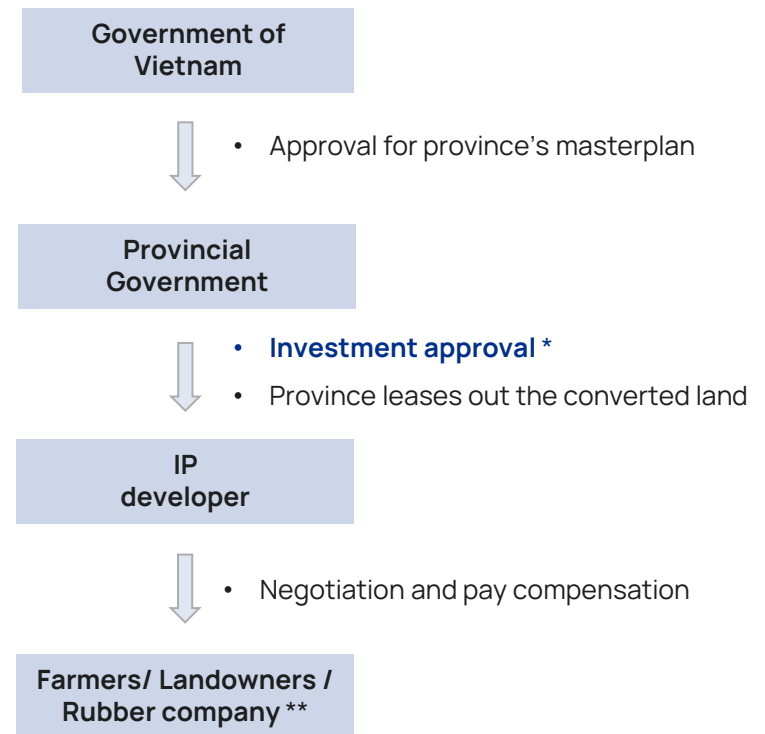 Government of
Vietnam
• Approval for province's masterplan
Provincial
Government
• Investment approval *
• Province leases out the converted land
IP
developer
• Negotiation and pay compensation
Farmers/ Landowners /
Rubber company **